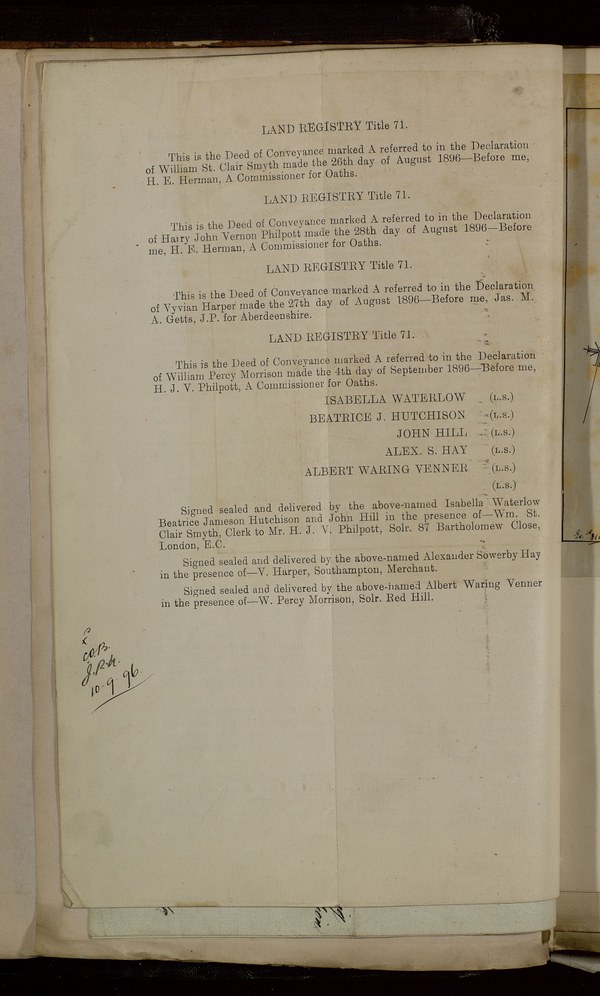 LAND REGISTRY Title 71.
This is the Deed of Conveyance marked A referred to in the Declaration
of William St. Clair Smyth made the 26th day of August 1896—Before me,
H. E. Herman, A Commissioner for Oaths.
LAND REGISTRY Title 71.
This is the Deed of Conveyance marked A referred to in the Declaration
of Harry John Vernon Philpott made the 28th day of August 1896—Before
me, H. E. Herman, A Commissioner for Oaths.
LAND REGISTRY Title 71.
This is the Deed of Conveyance marked A referred to in the Declaration
of Vyvian Harper made the 27th day of August 1896—Before me, Jas. M.
A. Getts, J.P. for Aberdeenshire.
LAND REGISTRY Title 71.
This is the Deed of Conveyance marked A referred to in the Declaration
of William Percy Morrison made the 4th day of September 1896—Before me,
H. J. V. Philpott, A Commissioner for Oaths.
ISABELLA WATERLOW (L.S.)
BEATRICE J. HUTCHISON (L.S.)
JOHN HILL (L.S.)
ALEX. S. HAY (L.S.)
ALBERT WARING VENNER (L.S.)
(L.S.)
Signed sealed and delivered by the above-named Isabella Waterlow
Beatrice Jameson Hutchison and John Hill in the presence of—Wm. St.
Clair Smyth, Clerk to Mr. H. J. V. Philpott, Solr. 87 Bartholomew Close,
London, E.C.
Signed sealed and delivered by the above-named Alexander Sowerby Hay
in the presence of—V. Harper, Southampton, Merchant.
Signed sealed and delivered by the above-named Albert Waring Venner
in the presence of—W. Percy Morrison, Solr. Red Hill.
10-9-96.